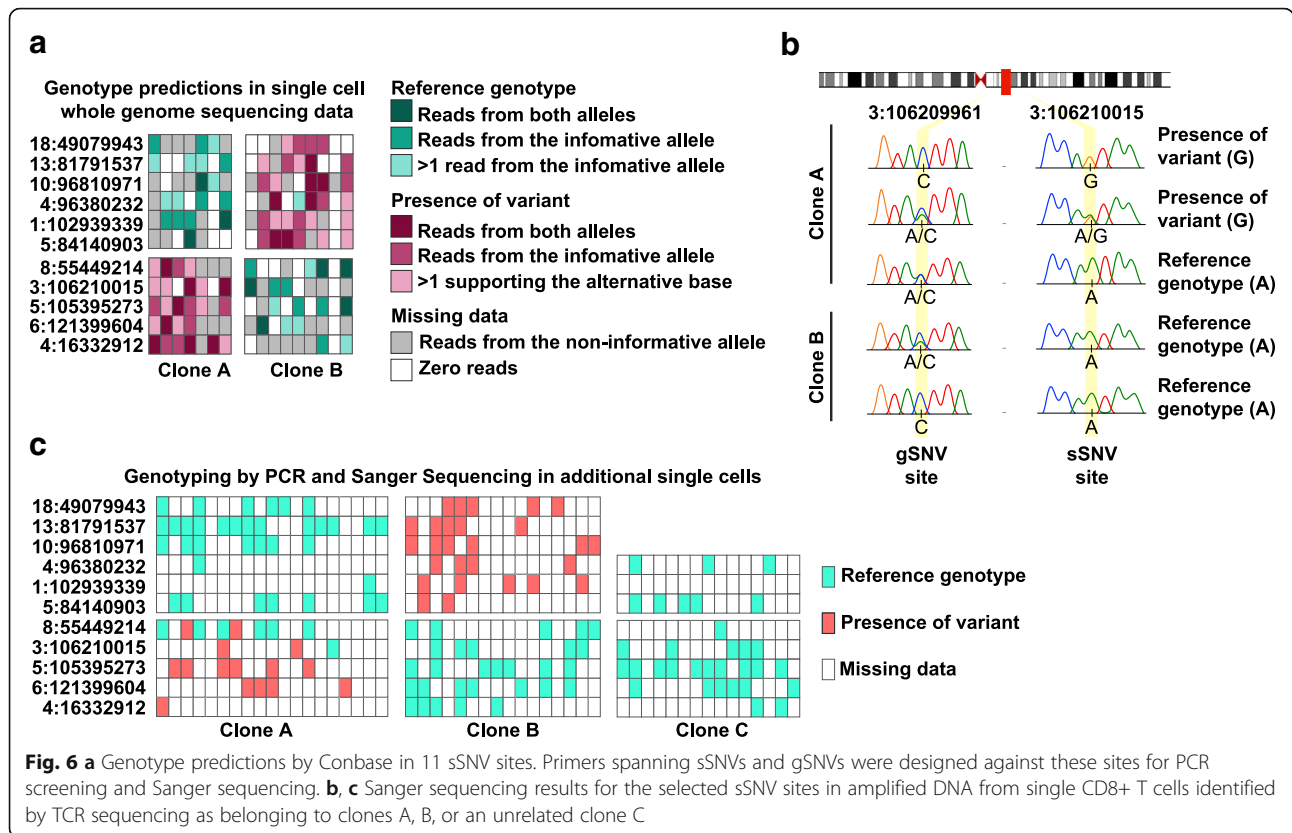 a
Genotype predictions in single cell
whole genome sequencing data
18:49079943
13:81791537
10:96810971
4:96380232
1:102939339
5:84140903
8:55449214
3:106210015
5:105395273
6:121399604
4:16332912
Clone A
Clone B
Reference genotype
Reads from both alleles
Reads from the infomative allele
>1 read from the infomative allele
Presence of variant
Reads from both alleles
Reads from the infomative allele
>1 supporting the alternative base
Missing data
Reads from the non-informative allele
Zero reads
b
3:106209961
3:106210015
Clone A
C
G
Presence of
variant (G)
A/C
A/G
Presence of
variant (G)
A/C
A
Reference
genotype (A)
Clone B
A/C
A
Reference
genotype (A)
C
A
Reference
genotype (A)
gSNV
site
sSNV
site
c
Genotyping by PCR and Sanger Sequencing in additional single cells
18:49079943
13:81791537
10:96810971
4:96380232
1:102939339
5:84140903
8:55449214
3:106210015
5:105395273
6:121399604
4:16332912
Clone A
Clone B
Clone C
Reference genotype
Presence of variant
Missing data
Fig. 6 a Genotype predictions by Conbase in 11 sSNV sites. Primers spanning sSNVs and gSNVs were designed against these sites for PCR
screening and Sanger sequencing. b, c Sanger sequencing results for the selected sSNV sites in amplified DNA from single CD8+ T cells identified
by TCR sequencing as belonging to clones A, B, or an unrelated clone C